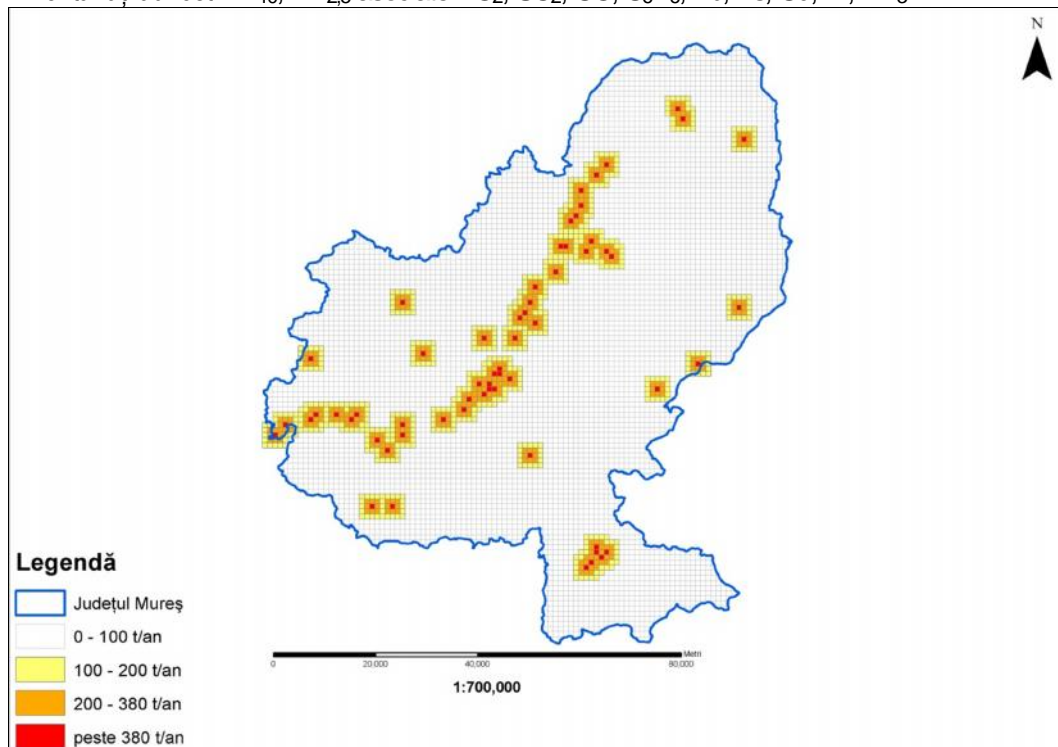 N
Legendă
Județul Mureș
0 - 100 t/an
100 - 200 t/an
200 - 380 t/an
peste 380 t/an
0 20,000 40,000 80,000 Metri
1:700,000